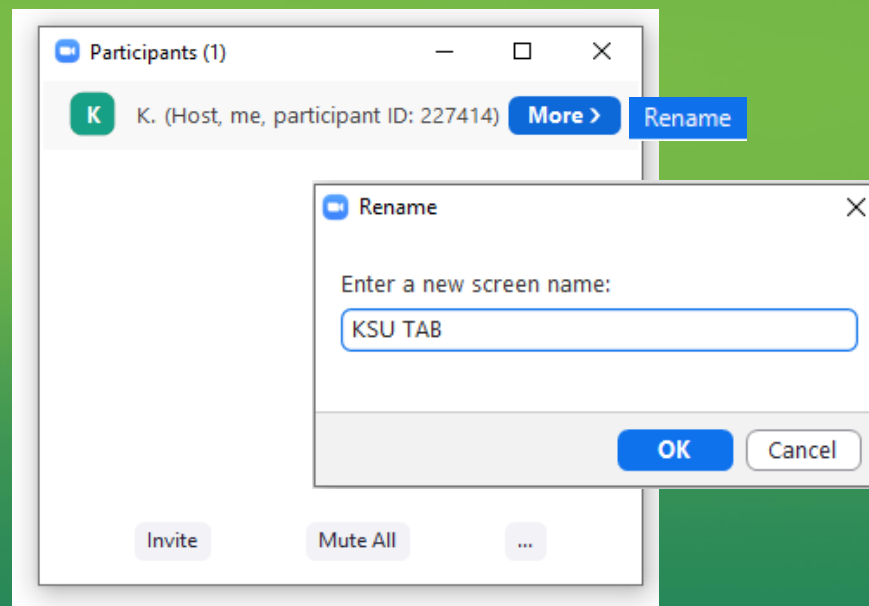 Participants (1)
K
K. (Host, me, participant ID: 227414)
More >
Rename
Rename
Enter a new screen name:
KSU TAB
OK
Cancel
Invite
Mute All
...